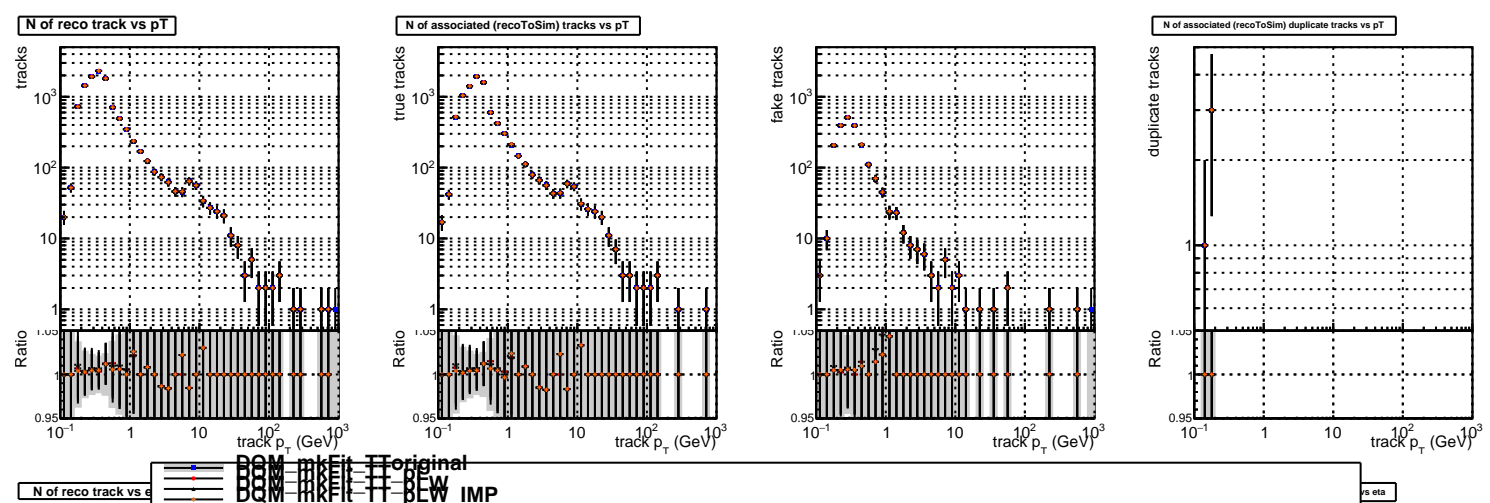 N of reco track vs pT
N of associated (recoToSim) tracks vs pT
N of associated (recoToSim) duplicate tracks vs pT
tracks
true tracks
fake tracks
duplicate tracks
10³
10³
10³
10²
10²
10²
10
10
10
1
1
1
1
Ratio
Ratio
Ratio
Ratio
1.05
1.05
1.05
1.05
1
1
1
1
0.95
0.95
0.95
0.95
10⁻¹ 1 10 10² 10³
10⁻¹ 1 10 10² 10³
10⁻¹ 1 10 10² 10³
10⁻¹ 1 10 10² 10³
track p_T (GeV)
track p_T (GeV)
track p_T (GeV)
track p_T (GeV)
DQM_mkFit_TToriginal
DQM_mkFit_TT_pLW
DQM_mkFit_TT_pLW_IMP
N of reco track vs e
vs eta